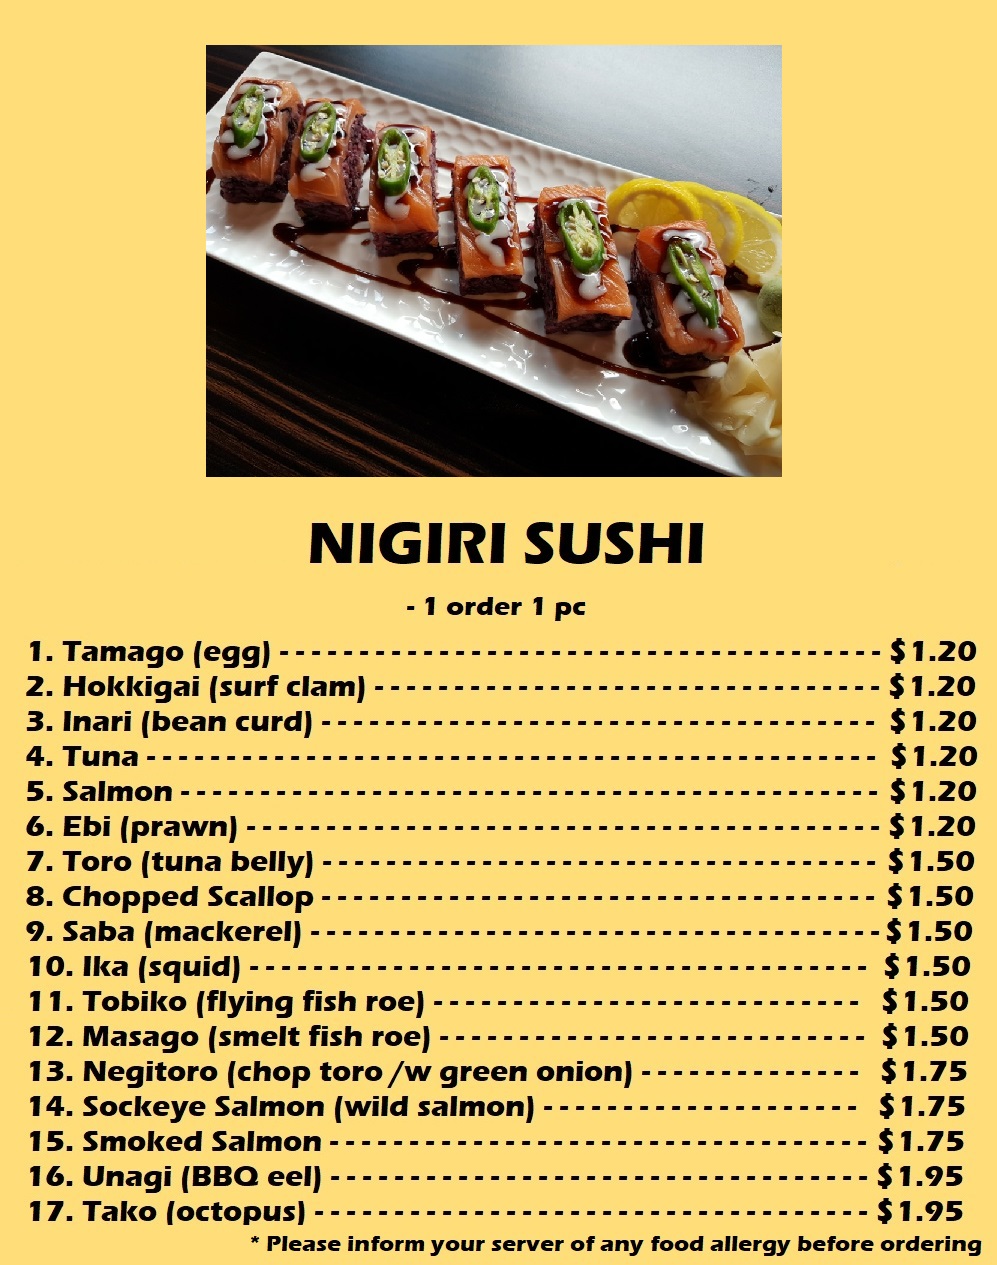 NIGIRI SUSHI
- 1 order 1 pc
1. Tamago (egg) - - - - - - - - - - - - - - - - - - - - - - - - - - - - - - - - - - - - - - $1.20
2. Hokkigai (surf clam) - - - - - - - - - - - - - - - - - - - - - - - - - - - - - - - - $1.20
3. Inari (bean curd) - - - - - - - - - - - - - - - - - - - - - - - - - - - - - - - - - - - $1.20
4. Tuna - - - - - - - - - - - - - - - - - - - - - - - - - - - - - - - - - - - - - - - - - - - - - - $1.20
5. Salmon - - - - - - - - - - - - - - - - - - - - - - - - - - - - - - - - - - - - - - - - - - - - $1.20
6. Ebi (prawn) - - - - - - - - - - - - - - - - - - - - - - - - - - - - - - - - - - - - - - - - $1.20
7. Toro (tuna belly) - - - - - - - - - - - - - - - - - - - - - - - - - - - - - - - - - - - $1.50
8. Chopped Scallop - - - - - - - - - - - - - - - - - - - - - - - - - - - - - - - - - - - $1.50
9. Saba (mackerel) - - - - - - - - - - - - - - - - - - - - - - - - - - - - - - - - - - - - $1.50
10. Ika (squid) - - - - - - - - - - - - - - - - - - - - - - - - - - - - - - - - - - - - - - - $1.50
11. Tobiko (flying fish roe) - - - - - - - - - - - - - - - - - - - - - - - - - - - $1.50
12. Masago (smelt fish roe) - - - - - - - - - - - - - - - - - - - - - - - - - - - $1.50
13. Negitoro (chop toro /w green onion) - - - - - - - - - - - - - - $1.75
14. Sockeye Salmon (wild salmon) - - - - - - - - - - - - - - - - - - - - $1.75
15. Smoked Salmon - - - - - - - - - - - - - - - - - - - - - - - - - - - - - - - - - - $1.75
16. Unagi (BBQ eel) - - - - - - - - - - - - - - - - - - - - - - - - - - - - - - - - - - $1.95
17. Tako (octopus) - - - - - - - - - - - - - - - - - - - - - - - - - - - - - - - - - - - $1.95
* Please inform your server of any food allergy before ordering